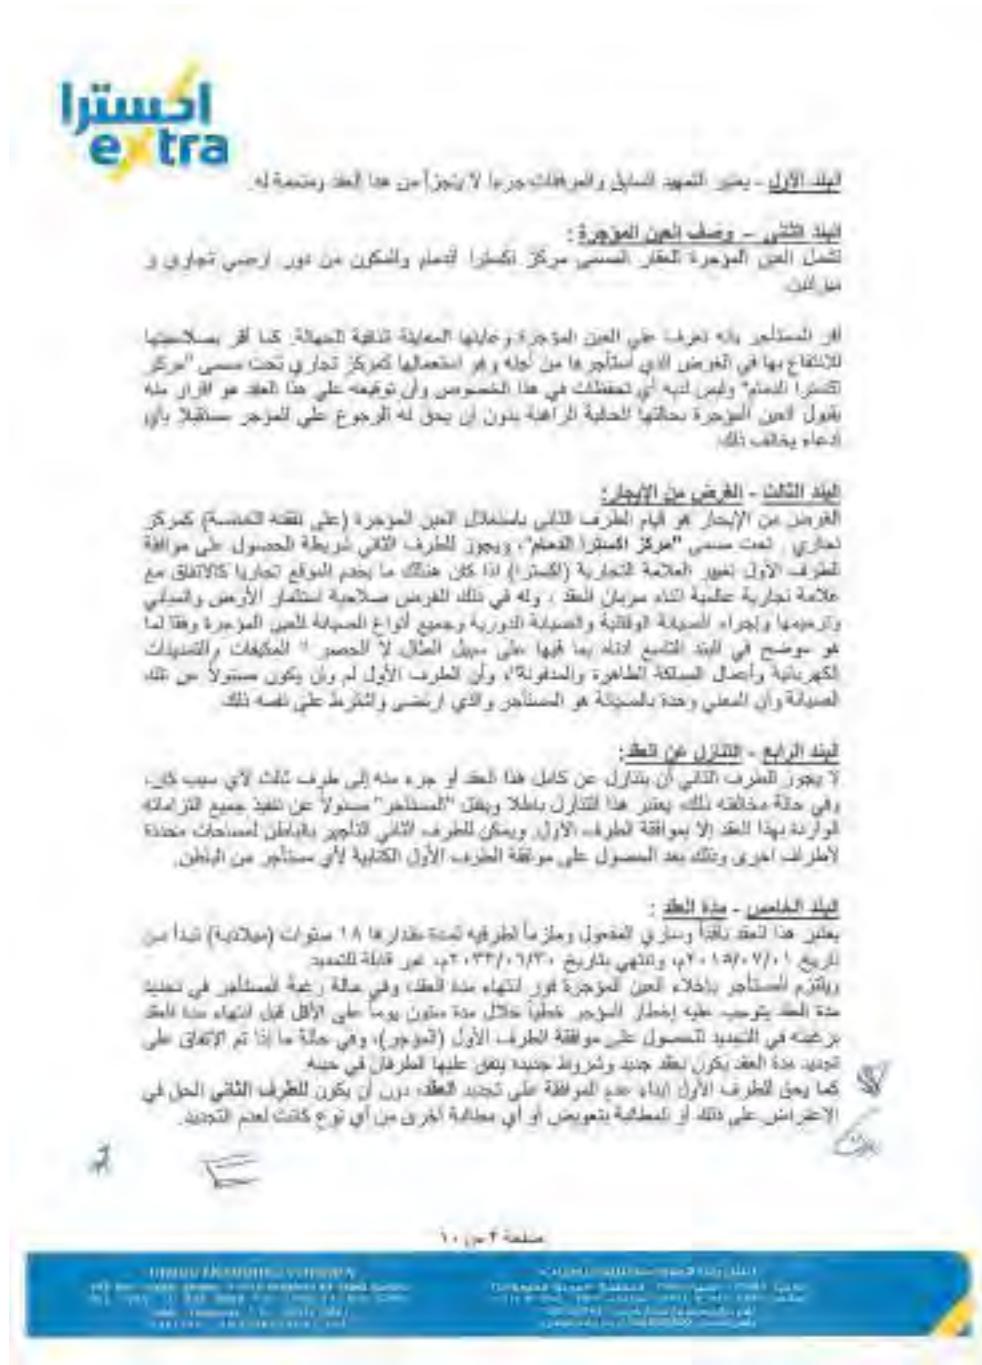 اكسترا
extra
البند الأول - يعتبر التمهيد السابق والمرفقات جزءا لا يتجزأ من هذا العقد ومتممة له.
البند الثاني – وصف العين المؤجرة :
تشمل العين المؤجرة العقار المسمى مركز اكسترا الدمام والمكون من دور ارضي تجاري و
ميزانين.
أقر المستأجر بانه تعرف على العين المؤجرة وعاينها المعاينة النافية للجهالة، كما أقر بصلاحيتها
للانتفاع بها في الغرض الذي استأجرها من أجله وهو استعمالها كمركز تجاري تحت مسمى "مركز
اكسترا الدمام" وليس لديه أي تحفظات في هذا الخصوص وأن توقيعه على هذا العقد هو اقرار منه
بقبول العين المؤجرة بحالتها الحالية الراهنة بدون ان يحق له الرجوع على المؤجر مستقبلا بأي
ادعاء يخالف ذلك.
البند الثالث - الغرض من الإيجار:
الغرض من الإيجار هو قيام الطرف الثاني باستغلال العين المؤجرة (على نفقته الخاصة) كمركز
تجاري . تحت مسمى "مركز اكسترا الدمام"، ويجوز للطرف الثاني شريطة الحصول على موافقة
الطرف الأول تغيير العلامة التجارية (اكسترا) اذا كان هنالك ما يخدم الموقع تجاريا كالاتفاق مع
علامة تجارية عالمية اثناء سريان العقد ، وله في ذلك الغرض صلاحية استثمار الأرض والمباني
وترميمها وإجراء الصيانة الوقائية والصيانة الدورية وجميع أنواع الصيانة للعين المؤجرة وفقا لما
هو موضح في البند التاسع ادناه بما فيها على سبيل المثال لا الحصر " المكيفات والتمديدات
الكهربائية وأعمال السباكة الظاهرة والمدفونة"، وأن الطرف الأول لم ولن يكون مسئولاً عن تلك
الصيانة وأن المعني وحدة بالصيانة هو المستأجر والذي ارتضى واشترط على نفسه ذلك.
البند الرابع - التنازل عن العقد:
لا يجوز للطرف الثاني أن يتنازل عن كامل هذا العقد أو جزء منه إلى طرف ثالث لأي سبب كان،
وفي حالة مخالفته ذلك، يعتبر هذا التنازل باطلا ويظل "المستأجر" مسئولاً عن تنفيذ جميع التزاماته
الواردة بهذا العقد إلا بموافقة الطرف الاول. ويمكن للطرف الثاني التأجير بالباطن لمساحات محددة
لأطراف اخرى وذلك بعد الحصول على موافقة الطرف الأول الكتابية لأي مستأجر من الباطن.
البند الخامس - مدة العقد :
يعتبر هذا العقد نافذاً وساري المفعول وملزماً لطرفيه لمدة مقدارها ١٨ سنوات (ميلادية) تبدأ من
تاريخ ٢٠١٥/٠٧/٠١م، وتنتهي بتاريخ ٢٠٣٣/٠٦/٣٠م، غير قابلة للتمديد.
ويلتزم المستأجر بإخلاء العين المؤجرة فور انتهاء مدة العقد، وفي حالة رغبة المستأجر في تجديد
مدة العقد يتوجب عليه إخطار المؤجر خطياً خلال مدة ستون يوماً على الأقل قبل انتهاء مدة العقد
برغبته في التجديد للحصول على موافقة الطرف الأول (المؤجر)، وفي حالة ما إذا تم الإتفاق على
تجديد مدة العقد يكون بعقد جديد وشروط جديدة يتفق عليها الطرفان في حينه.
كما يحق للطرف الأول إبداء عدم الموافقة على تجديد العقد، دون أن يكون للطرف الثاني الحق في
الاعتراض على ذلك أو المطالبة بتعويض أو أي مطالبة أخرى من أي نوع كانت لعدم التجديد.
من ١٠